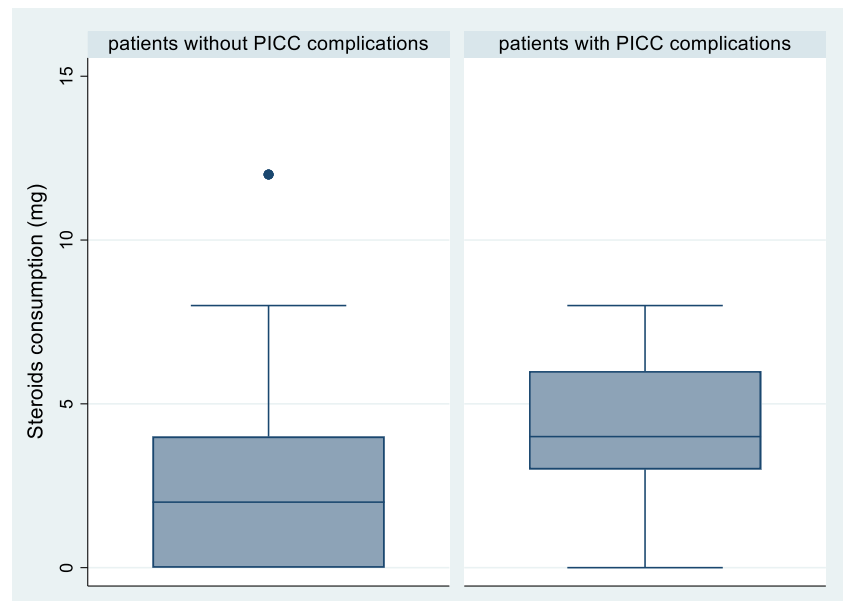 patients without PICC complications
patients with PICC complications
Steroids consumption (mg)
15
10
5
0